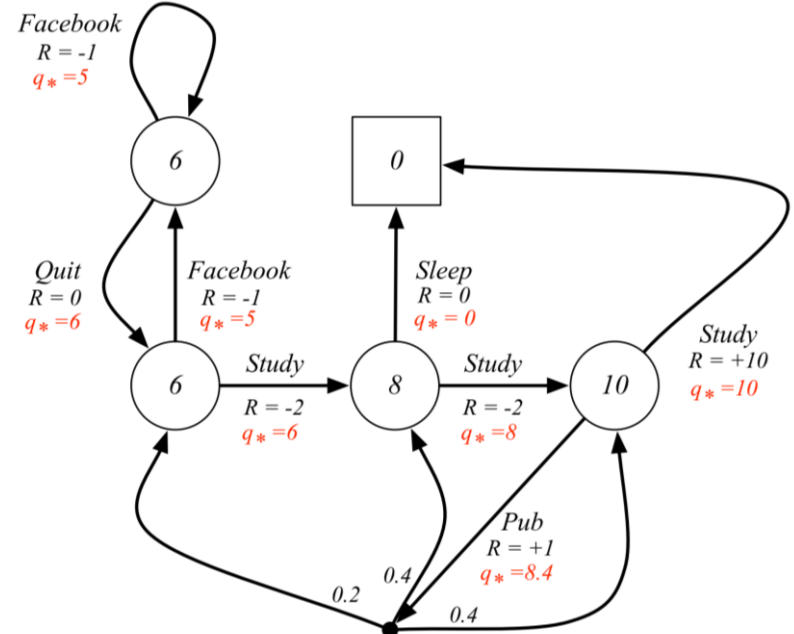 Facebook
R = -1
q* =5
6
0
Quit
R = 0
q* =6
Facebook
R = -1
q* =5
Sleep
R = 0
q* = 0
Study
R = +10
q* =10
6
Study
R = -2
q* =6
8
Study
R = -2
q* =8
10
Pub
R = +1
q* =8.4
0.2
0.4
0.4